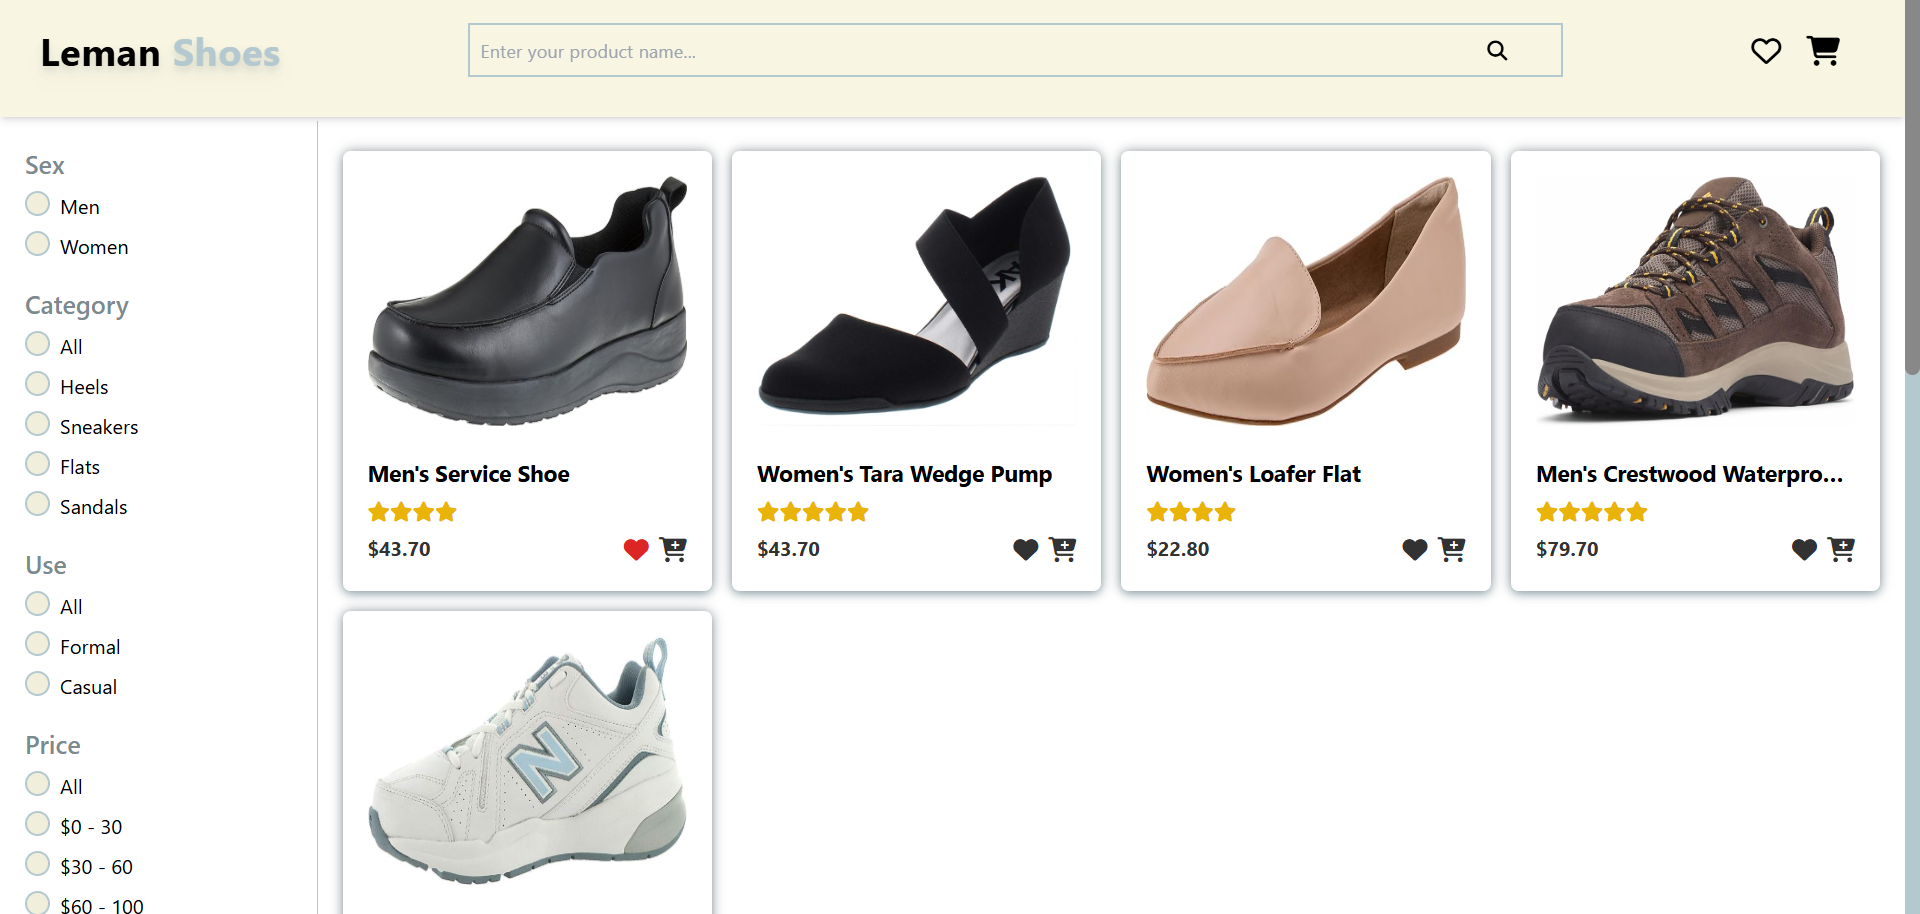 Leman Shoes
Enter your product name...
Sex
Men
Women
Category
All
Heels
Sneakers
Flats
Sandals
Use
All
Formal
Casual
Price
All
$0 - 30
$30 - 60
$60 - 100
Men's Service Shoe
$43.70
Women's Tara Wedge Pump
$43.70
Women's Loafer Flat
$22.80
Men's Crestwood Waterpro...
$79.70
N